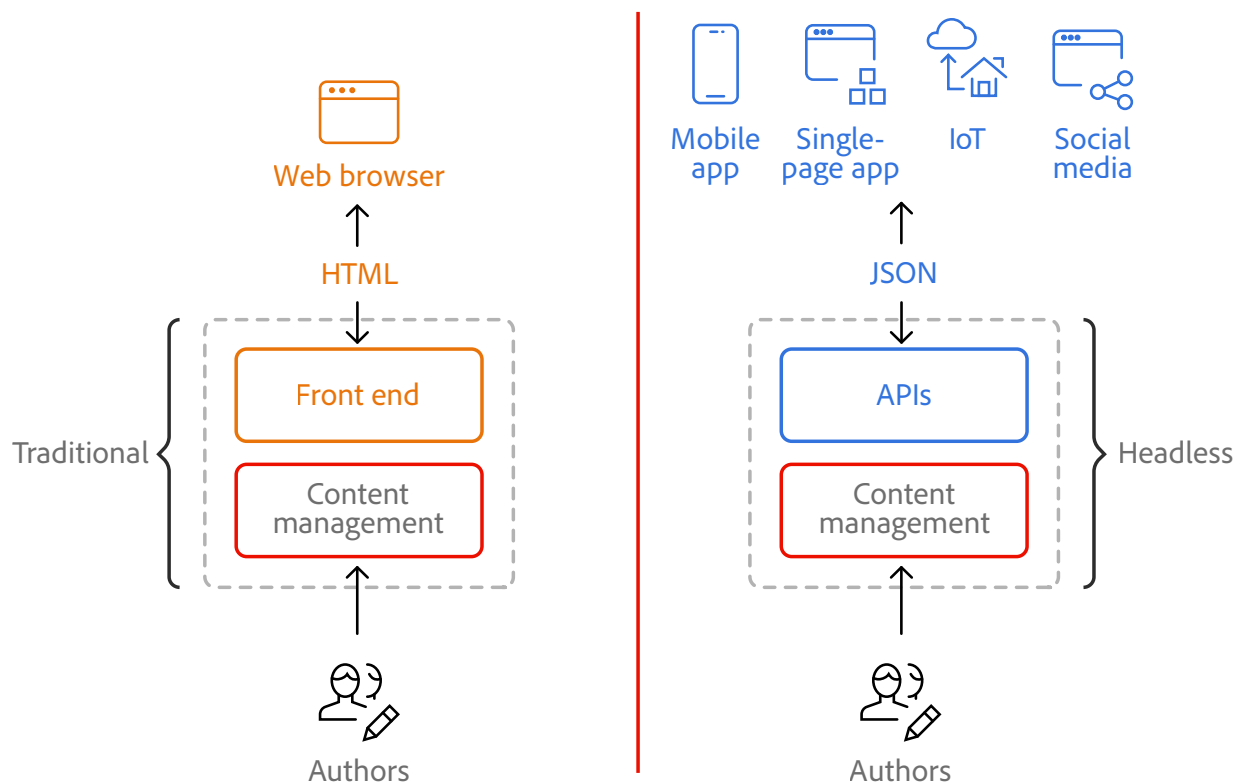 Web browser
HTML
Front end
Traditional
Content
management
Authors
Mobile
app
Single-
page app
IoT
Social
media
JSON
APIs
Headless
Content
management
Authors